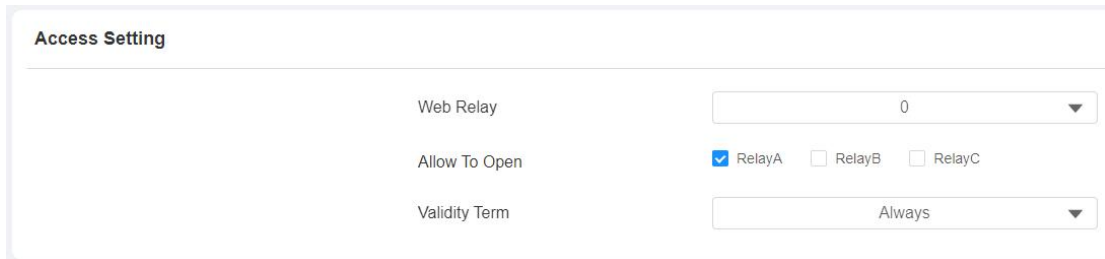 Access Setting
Web Relay 0
Allow To Open RelayA RelayB RelayC
Validity Term Always